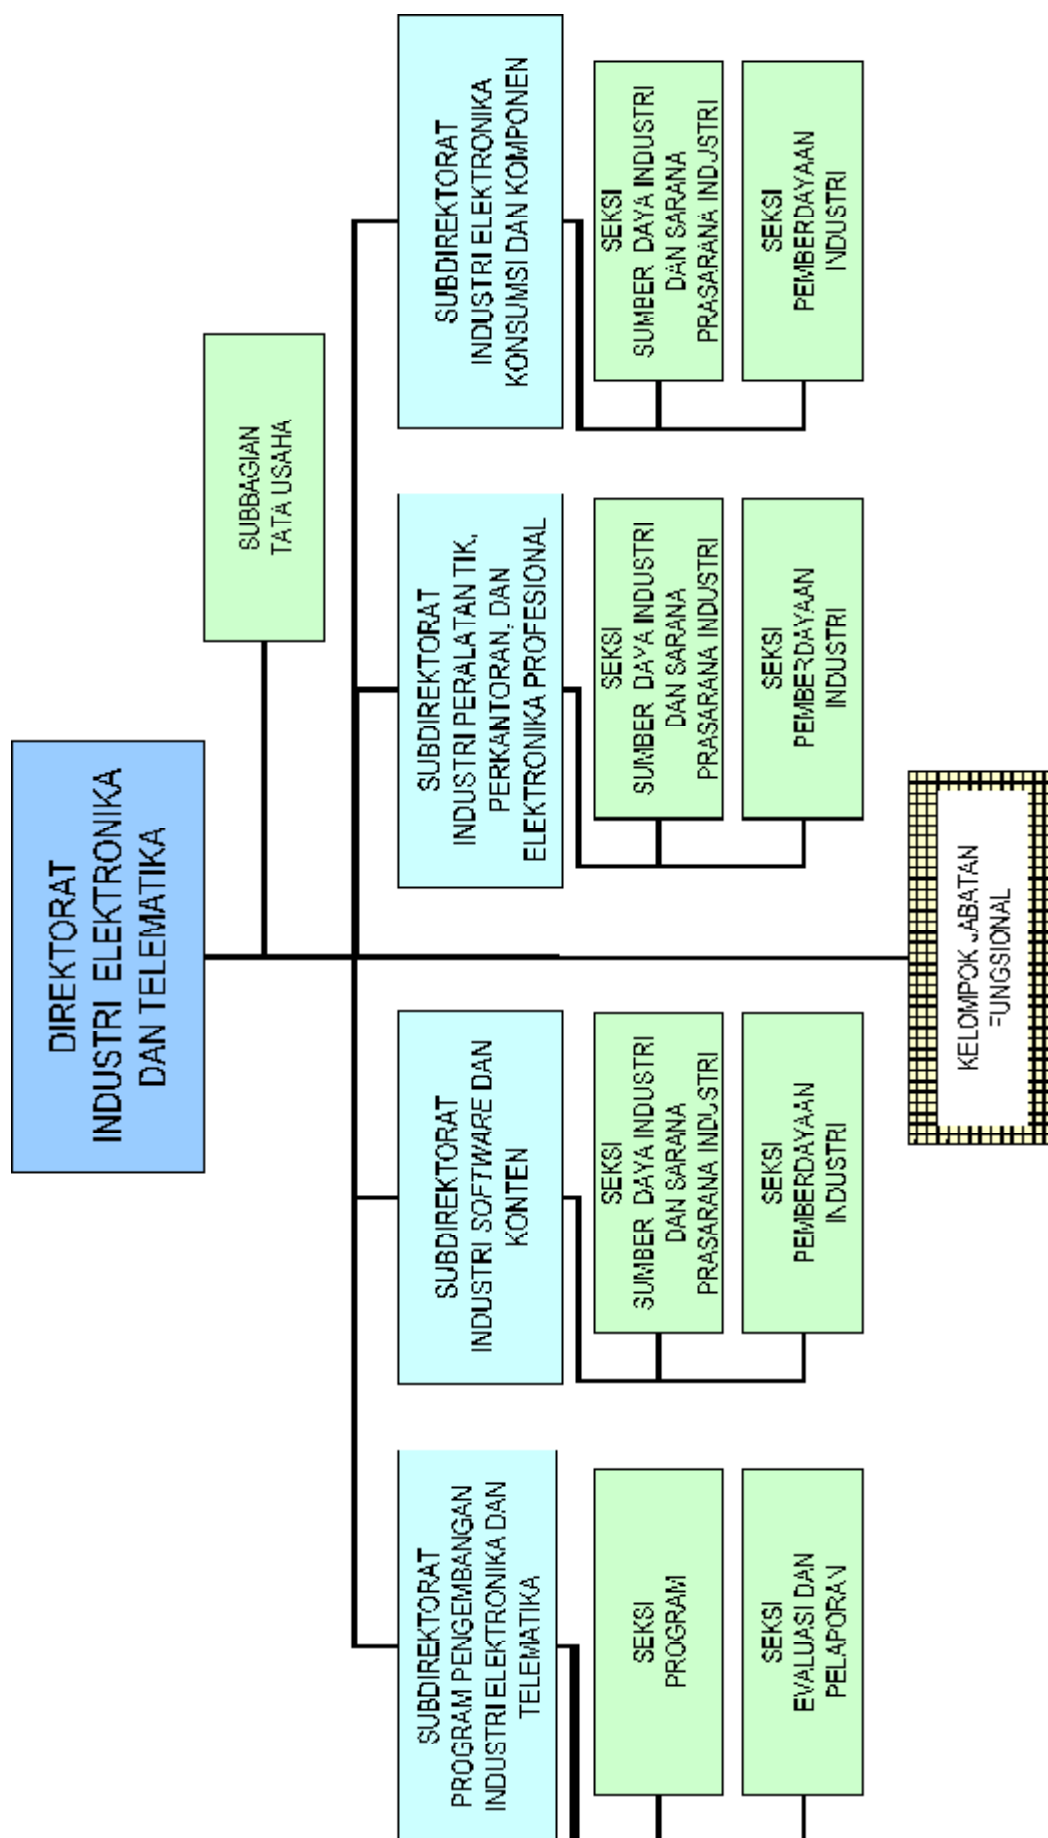 DIREKTORAT
INDUSTRI ELEKTRONIKA
DAN TELEMATIKA
SUBBAGIAN
TATA USAHA
SUBDIREKTORAT
PROGRAM PENGEMBANGAN
INDUSTRI ELEKTRONIKA DAN
TELEMATIKA
SUBDIREKTORAT
INDUSTRI SOFTWARE DAN
KONTEN
SUBDIREKTORAT
INDUSTRI PERALATAN TIK,
PERKANTORAN, DAN
ELEKTRONIKA PROFESIONAL
SUBDIREKTORAT
INDUSTRI ELEKTRONIKA
KONSUMSI DAN KOMPONEN
SEKSI
PROGRAM
SEKSI
SUMBER DAYA INDUSTRI
DAN SARANA
PRASARANA INDUSTRI
SEKSI
SUMBER DAYA INDUSTRI
DAN SARANA
PRASARANA INDUSTRI
SEKSI
SUMBER DAYA INDUSTRI
DAN SARANA
PRASARANA INDUSTRI
SEKSI
EVALUASI DAN
PELAPORAN
SEKSI
PEMBERDAYAAN
INDUSTRI
SEKSI
PEMBERDAYAAN
INDUSTRI
SEKSI
PEMBERDAYAAN
INDUSTRI
KELOMPOK JABATAN
FUNGSIONAL